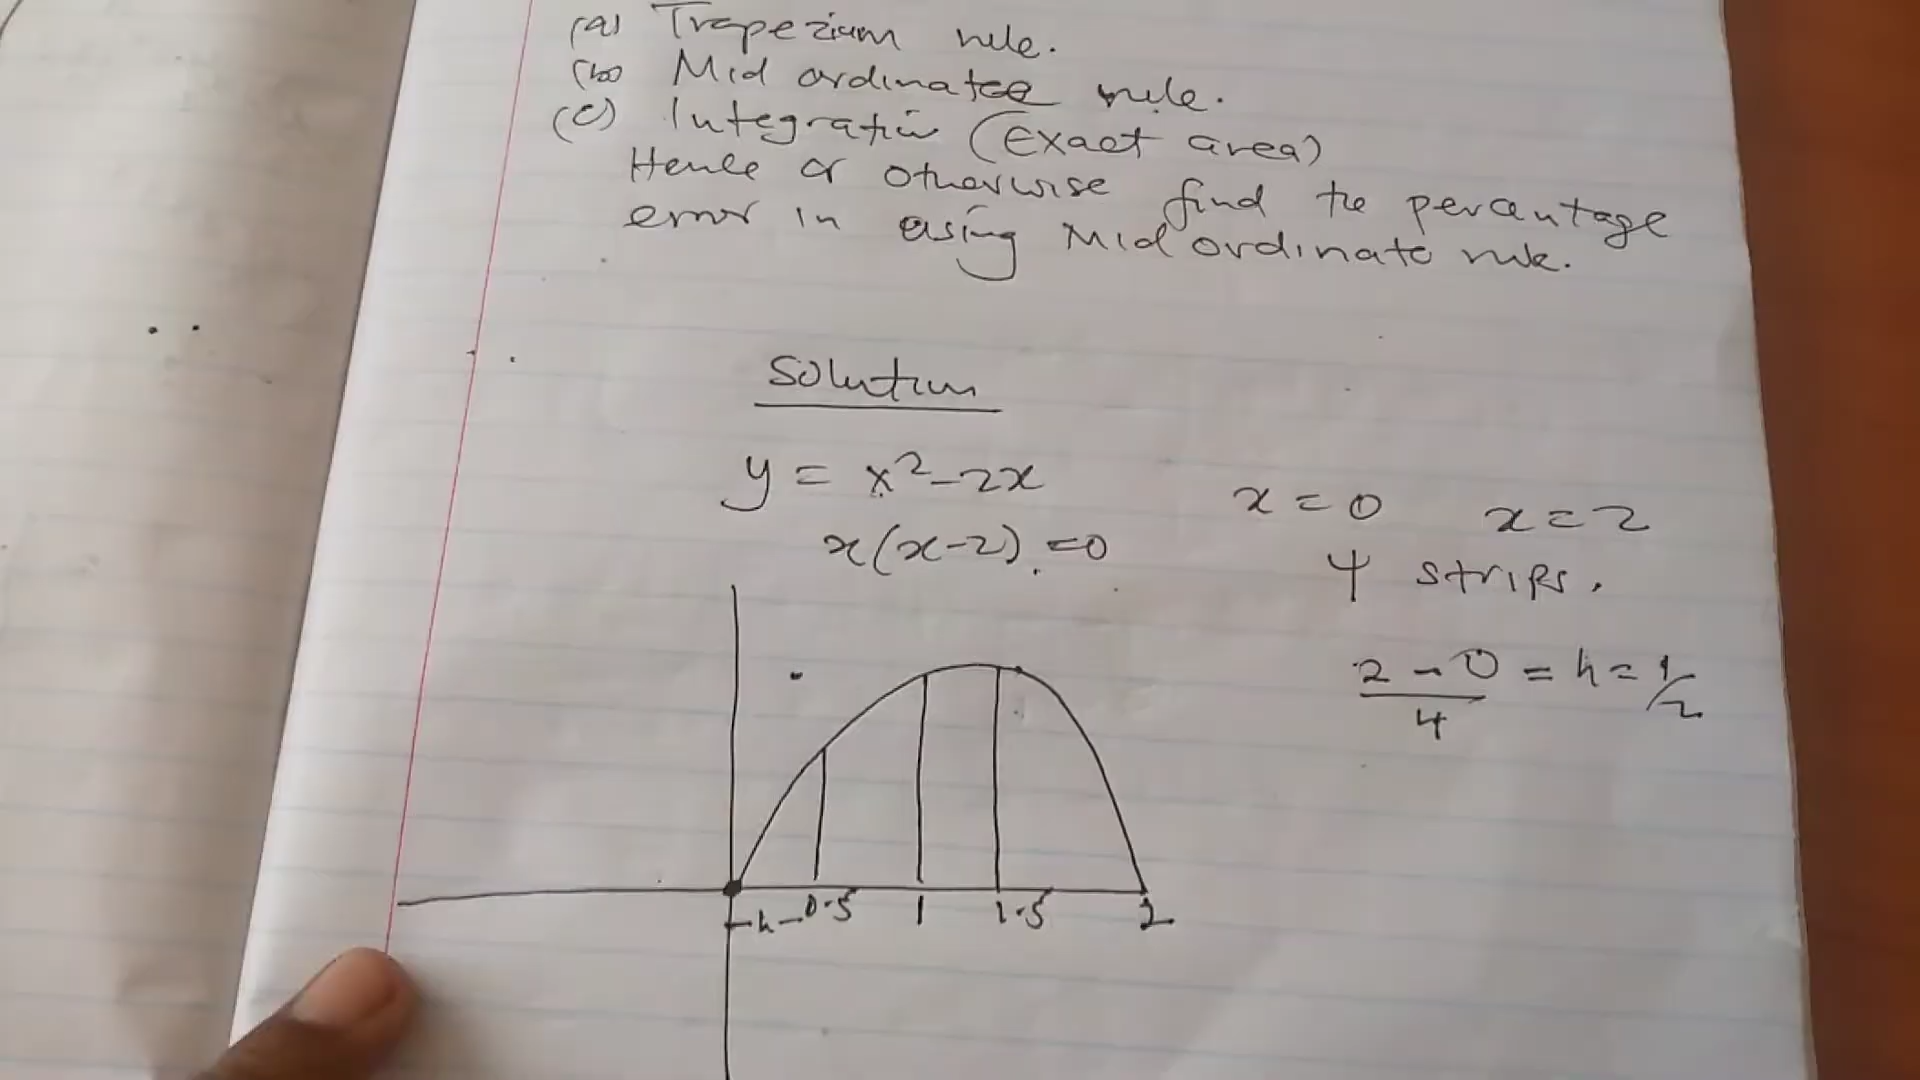 (a) Trapezium rule.
(b) Mid ordinatee rule.
(c) Integration (Exact area)
Hence or otherwise find the percentage
error in using Mid ordinate rule.
Solution
y = x²-2x
x=0 x=2
x(x-2) =0
4 strips.
2 - 0 = h = 1/2
4
h 0.5 1 1.5 2